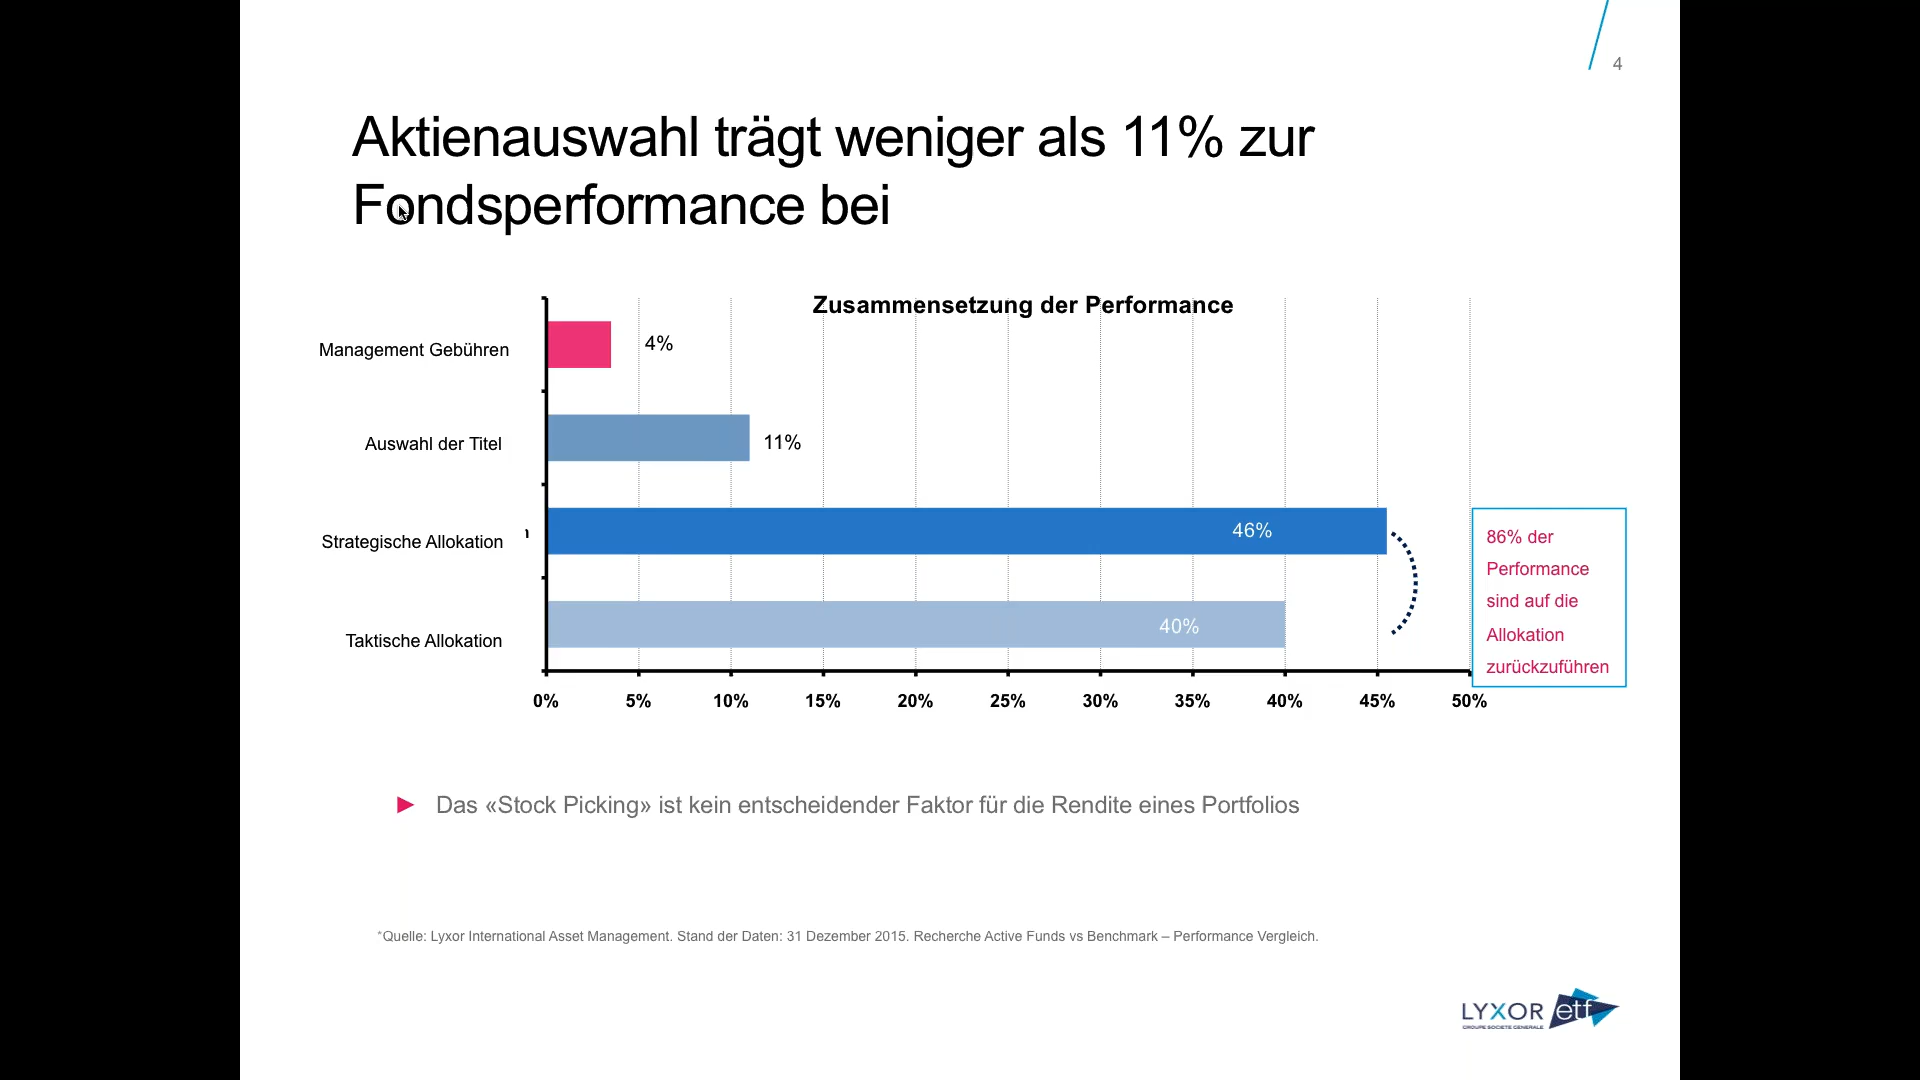 4
Aktienauswahl trägt weniger als 11% zur
Fondsperformance bei
Zusammensetzung der Performance
Management Gebühren
4%
Auswahl der Titel
11%
Strategische Allokation
46%
Taktische Allokation
40%
86% der
Performance
sind auf die
Allokation
zurückzuführen
0% 5% 10% 15% 20% 25% 30% 35% 40% 45% 50%
► Das «Stock Picking» ist kein entscheidender Faktor für die Rendite eines Portfolios
*Quelle: Lyxor International Asset Management. Stand der Daten: 31 Dezember 2015. Recherche Active Funds vs Benchmark – Performance Vergleich.
LYXOR etf
GROUPE SOCIETE GENERALE